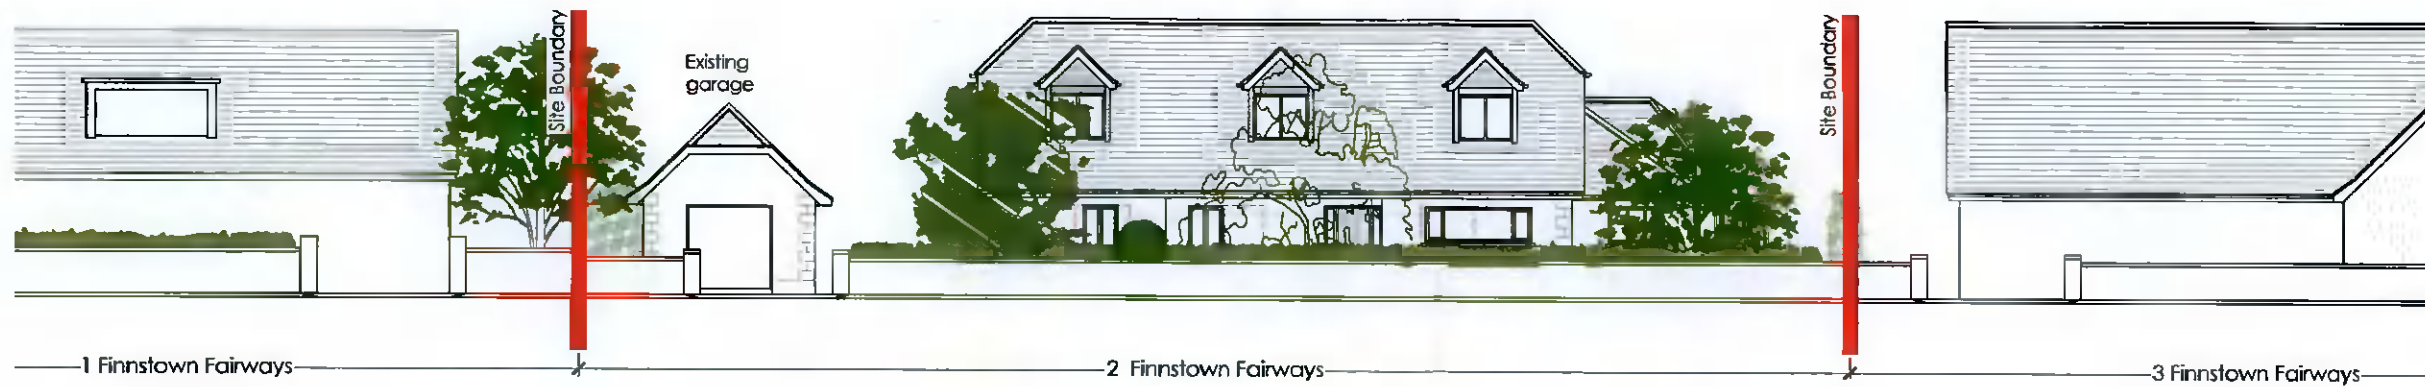 Site Boundary
Existing
garage
Site Boundary
1 Finnstown Fairways
2 Finnstown Fairways
3 Finnstown Fairways